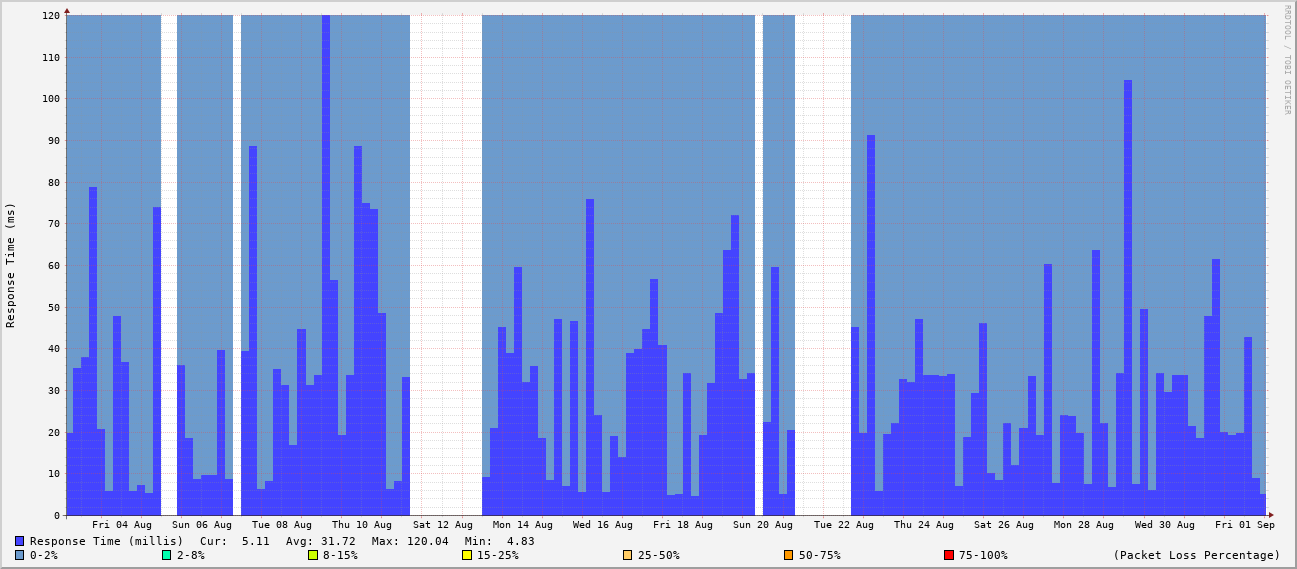 RRDTOOL / TOBI OETIKER
Response Time (ms)
120
110
100
90
80
70
60
50
40
30
20
10
0
Fri 04 Aug Sun 06 Aug Tue 08 Aug Thu 10 Aug Sat 12 Aug Mon 14 Aug Wed 16 Aug Fri 18 Aug Sun 20 Aug Tue 22 Aug Thu 24 Aug Sat 26 Aug Mon 28 Aug Wed 30 Aug Fri 01 Sep
Response Time (millis) Cur: 5.11 Avg: 31.72 Max: 120.04 Min: 4.83
0-2% 2-8% 8-15% 15-25% 25-50% 50-75% 75-100% (Packet Loss Percentage)